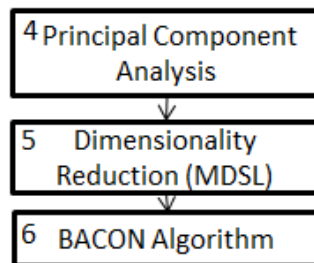 4 Principal Component
Analysis
5 Dimensionality
Reduction (MDSL)
6 BACON Algorithm